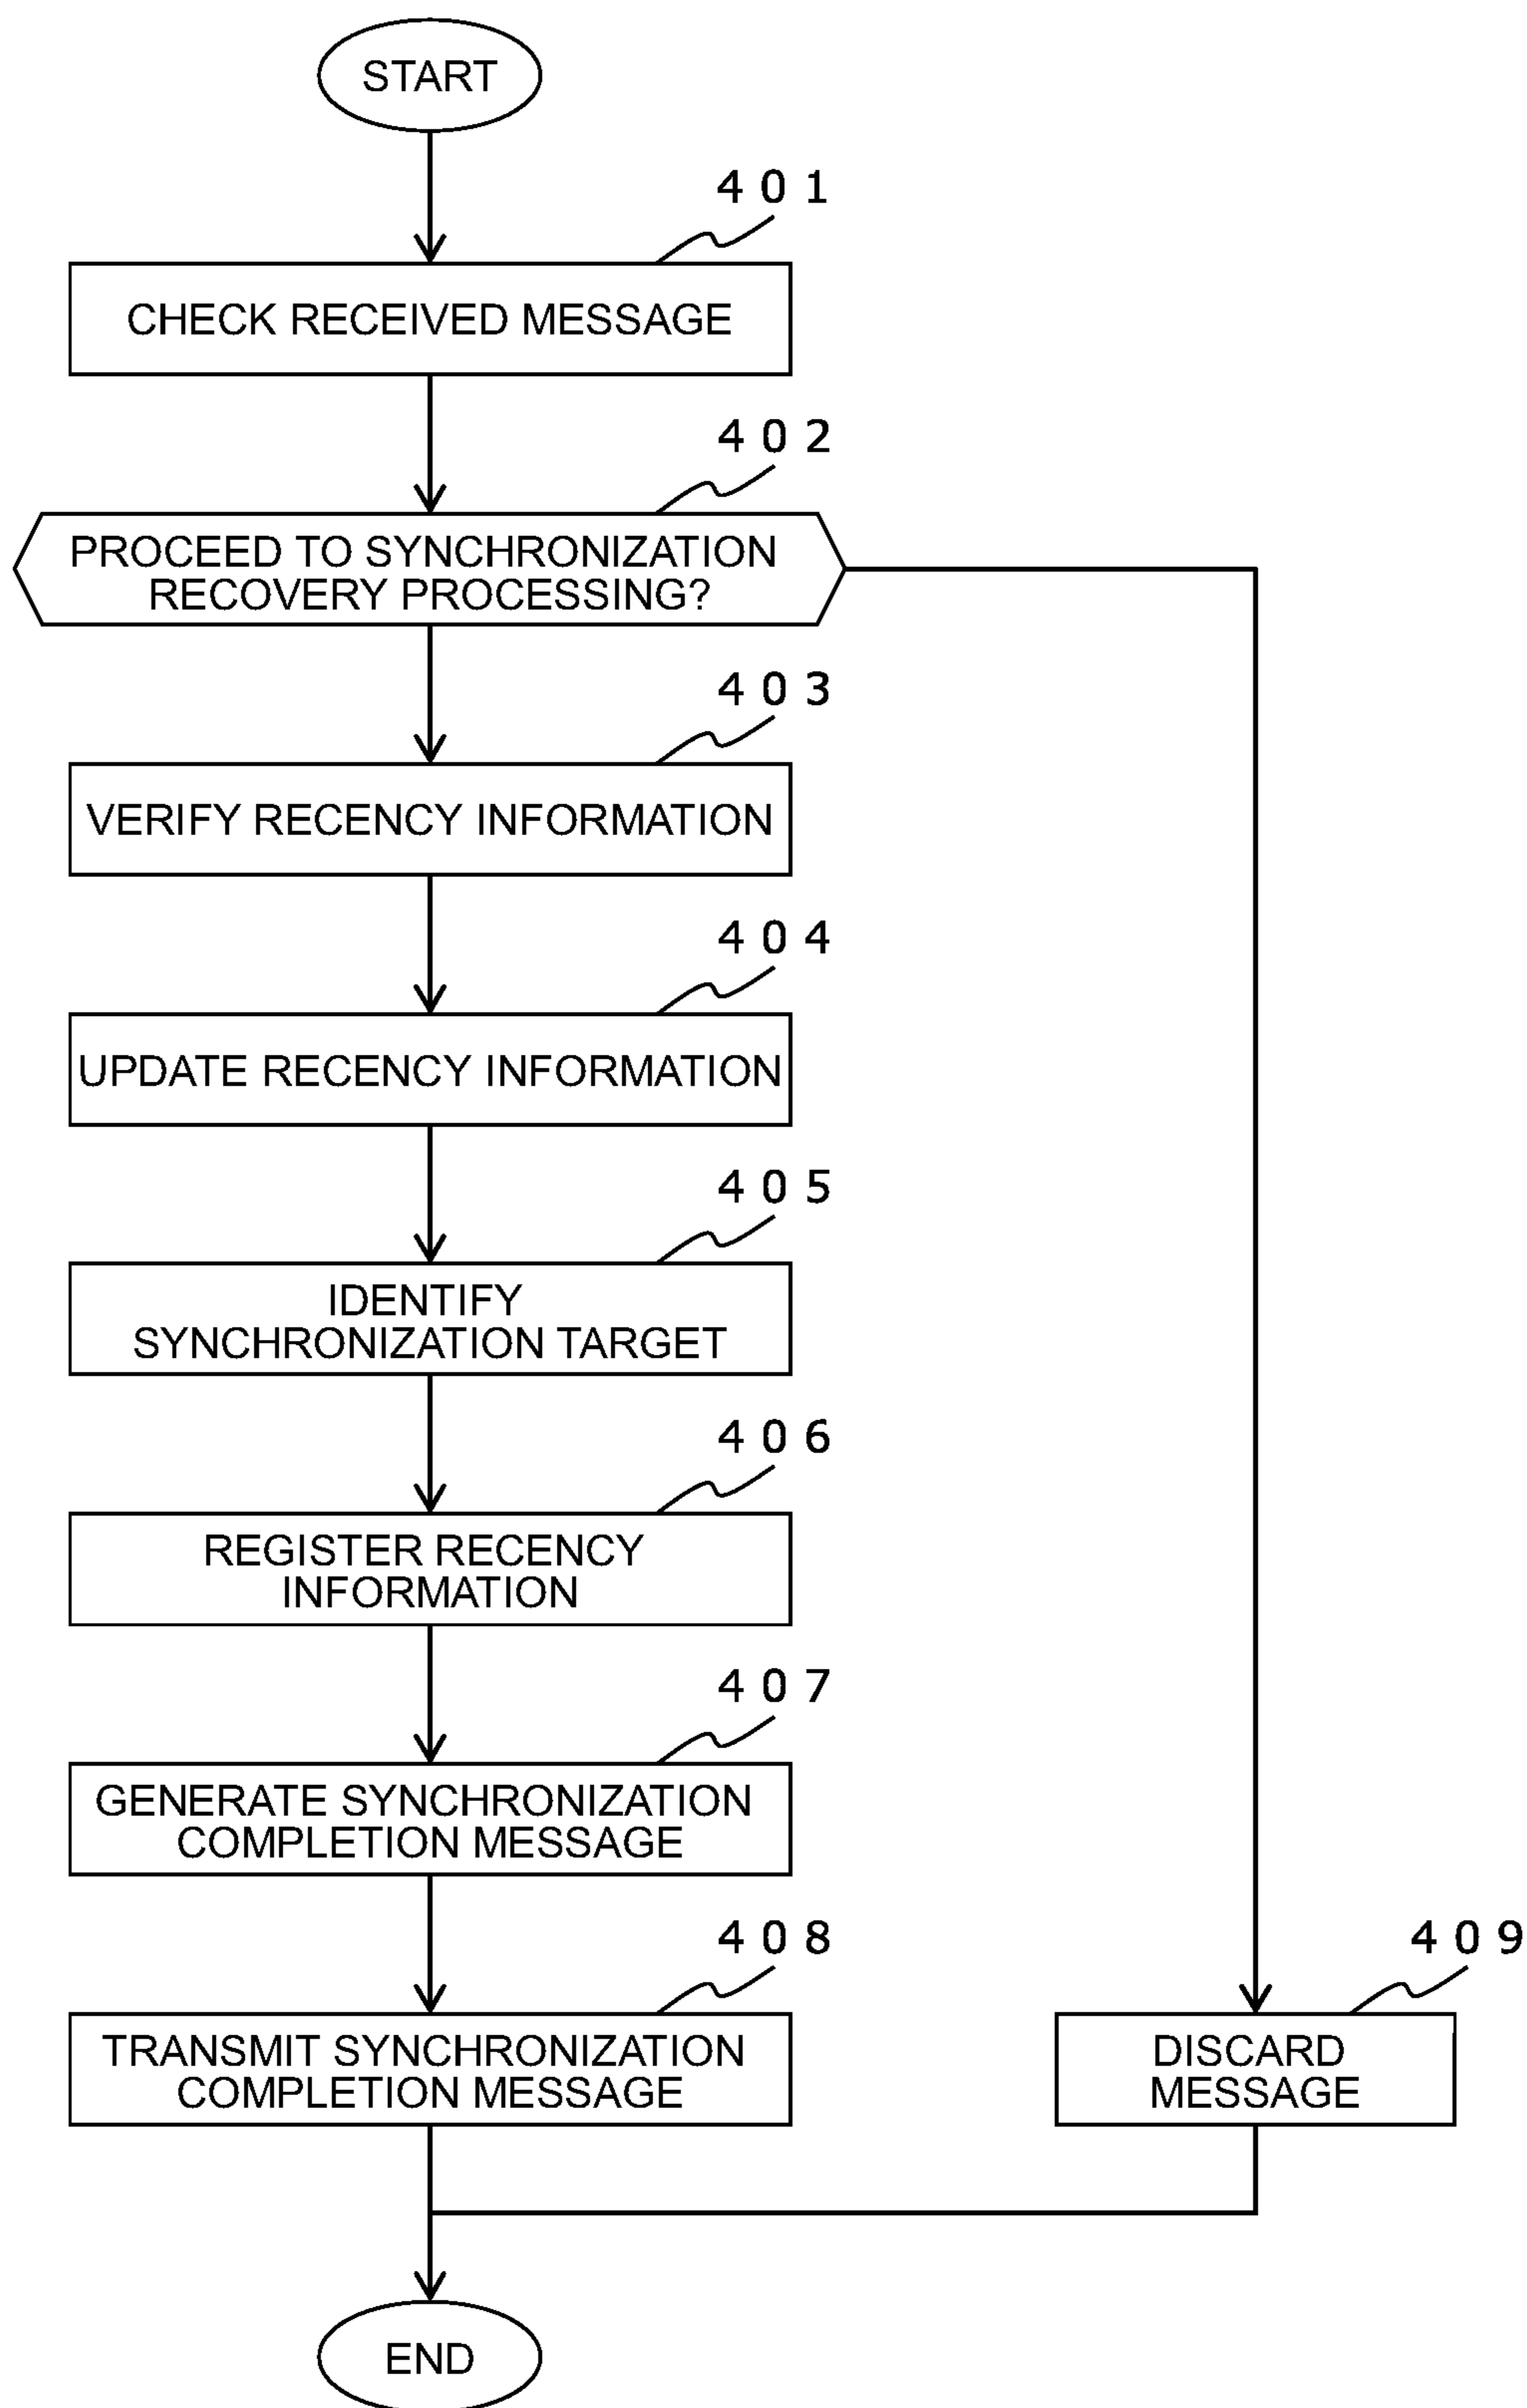 START
401
CHECK RECEIVED MESSAGE
402
PROCEED TO SYNCHRONIZATION
RECOVERY PROCESSING?
403
VERIFY RECENCY INFORMATION
404
UPDATE RECENCY INFORMATION
405
IDENTIFY
SYNCHRONIZATION TARGET
406
REGISTER RECENCY
INFORMATION
407
GENERATE SYNCHRONIZATION
COMPLETION MESSAGE
408
TRANSMIT SYNCHRONIZATION
COMPLETION MESSAGE
409
DISCARD
MESSAGE
END